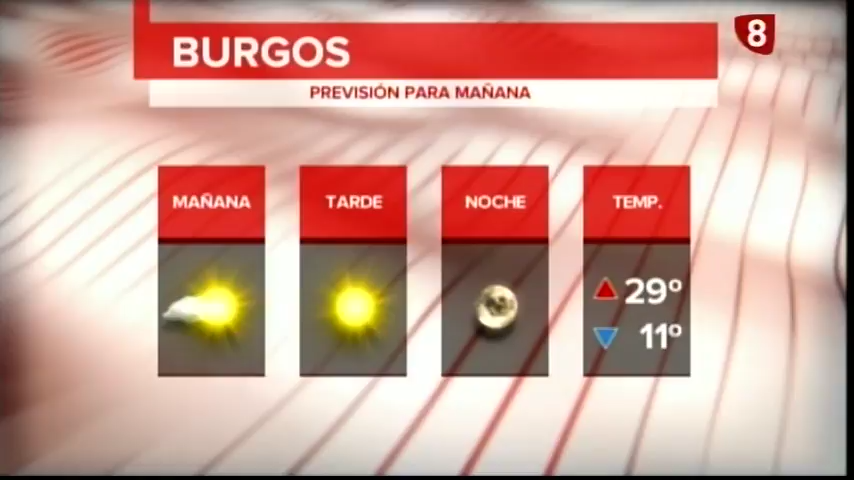 BURGOS
8
PREVISIÓN PARA MAÑANA
MAÑANA
TARDE
NOCHE
TEMP.
29º
11º